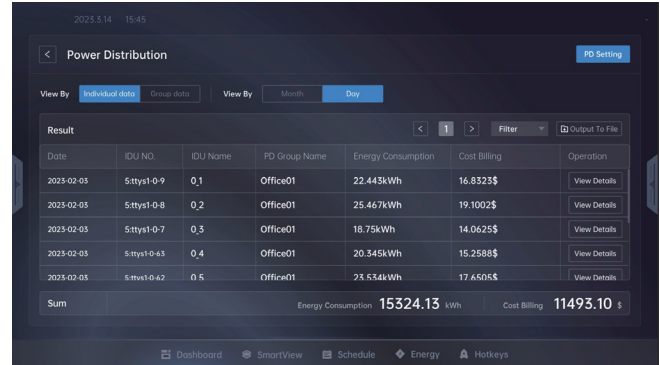 2023.3.14 15:45
< Power Distribution PD Setting
View By Individual data Group data View By Month Day
Result < 1 > Filter Output To File
Date IDU NO. IDU Name PD Group Name Energy Consumption Cost Billing Operation
2023-02-03 5:ttys1-0-9 0_1 Office01 22.443kWh 16.8323$ View Details
2023-02-03 5:ttys1-0-8 0_2 Office01 25.467kWh 19.1002$ View Details
2023-02-03 5:ttys1-0-7 0_3 Office01 18.75kWh 14.0625$ View Details
2023-02-03 5:ttys1-0-63 0_4 Office01 20.345kWh 15.2588$ View Details
2023-02-03 5:ttys1-0-62 0_5 Office01 23.534kWh 17.6505$ View Details
Sum Energy Consumption 15324.13 kWh Cost Billing 11493.10 $
Dashboard SmartView Schedule Energy Hotkeys